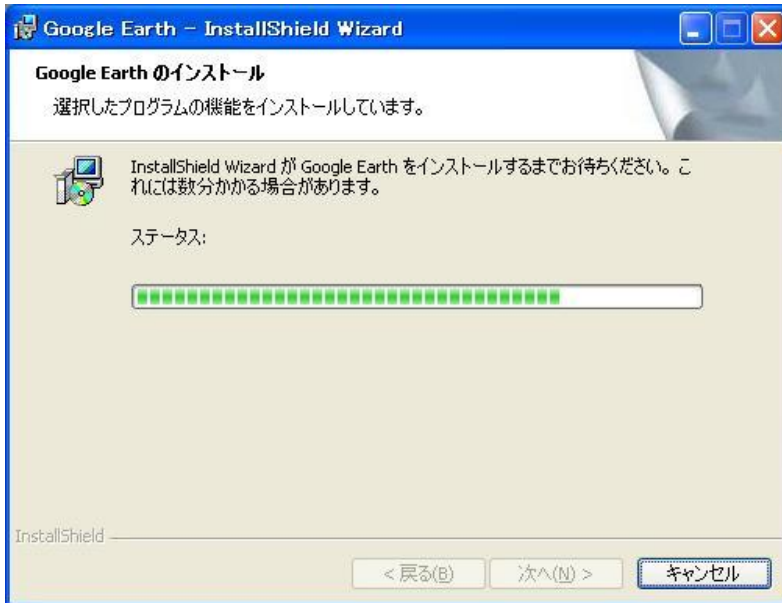 Google Earth - InstallShield Wizard
Google Earth のインストール
選択したプログラムの機能をインストールしています。
InstallShield Wizard が Google Earth をインストールするまでお待ちください。こ
れには数分かかる場合があります。
ステータス:
InstallShield
< 戻る(B)
次へ(N) >
キャンセル